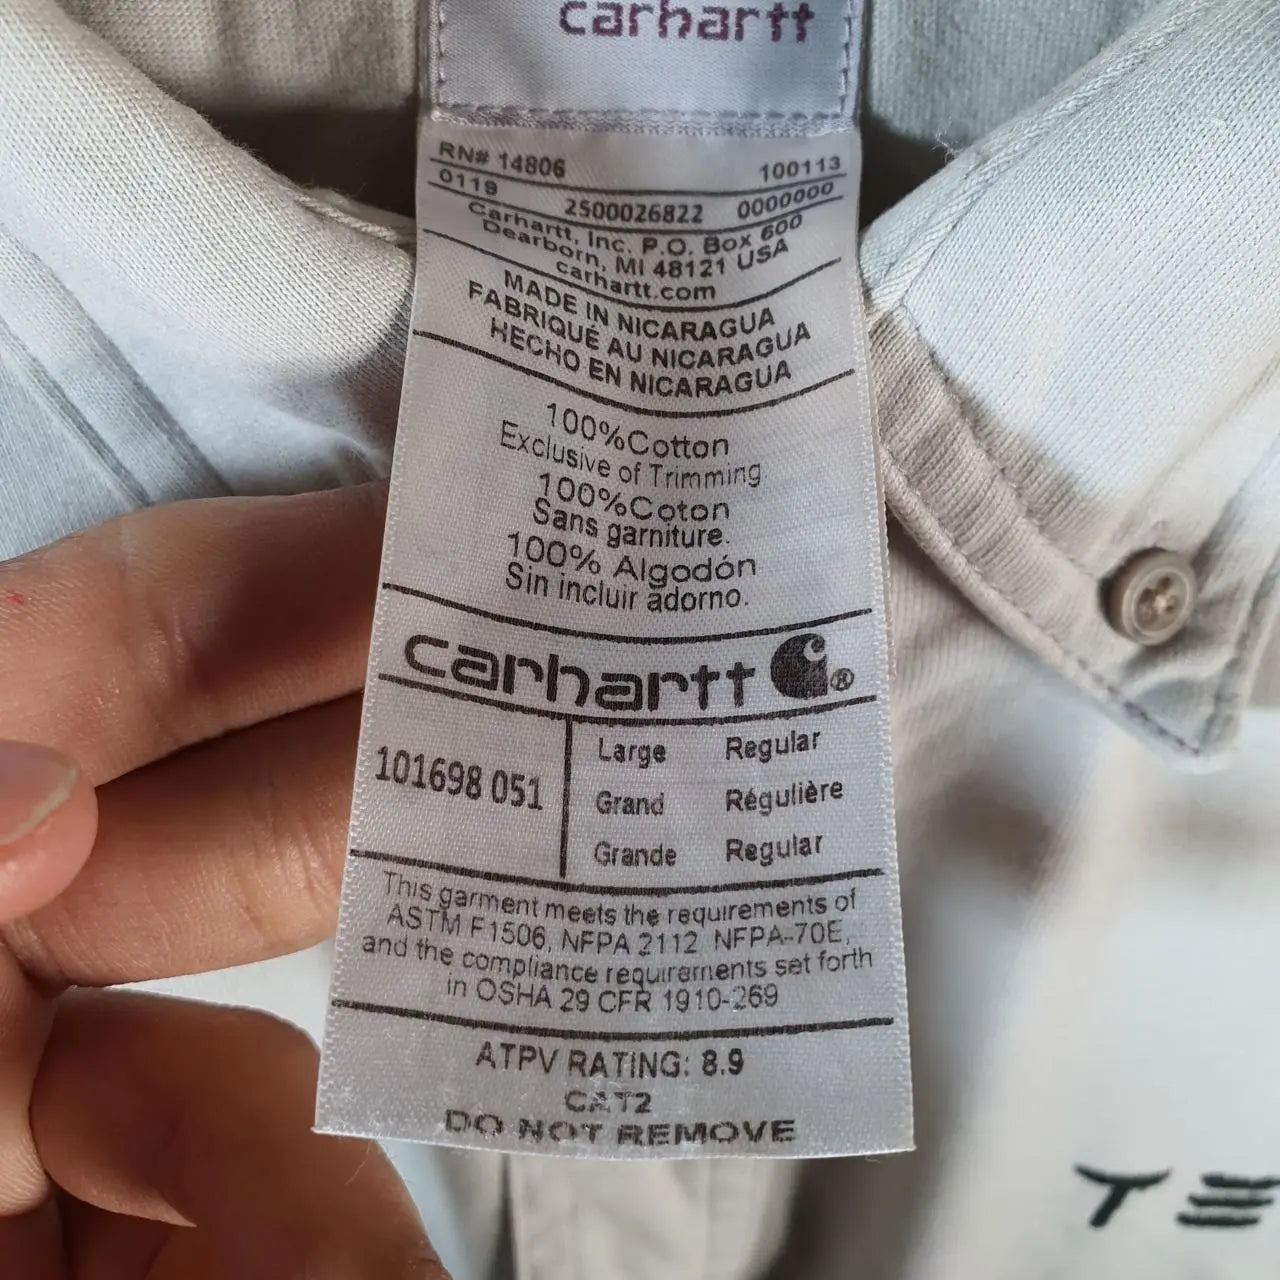 carhartt
RN# 14806 100113
0119 2500026822 0000000
Carhartt, Inc. P.O. Box 600
Dearborn, MI 48121 USA
carhartt.com
MADE IN NICARAGUA
FABRIQUÉ AU NICARAGUA
HECHO EN NICARAGUA
100%Cotton
Exclusive of Trimming
100%Coton
Sans garniture.
100% Algodón
Sin incluir adorno.
carhartt ®
101698 051
Large Regular
Grand Régulière
Grande Regular
This garment meets the requirements of
ASTM F1506, NFPA 2112 NFPA-70E,
and the compliance requirements set forth
in OSHA 29 CFR 1910-269
ATPV RATING: 8.9
CAT2
DO NOT REMOVE
TE